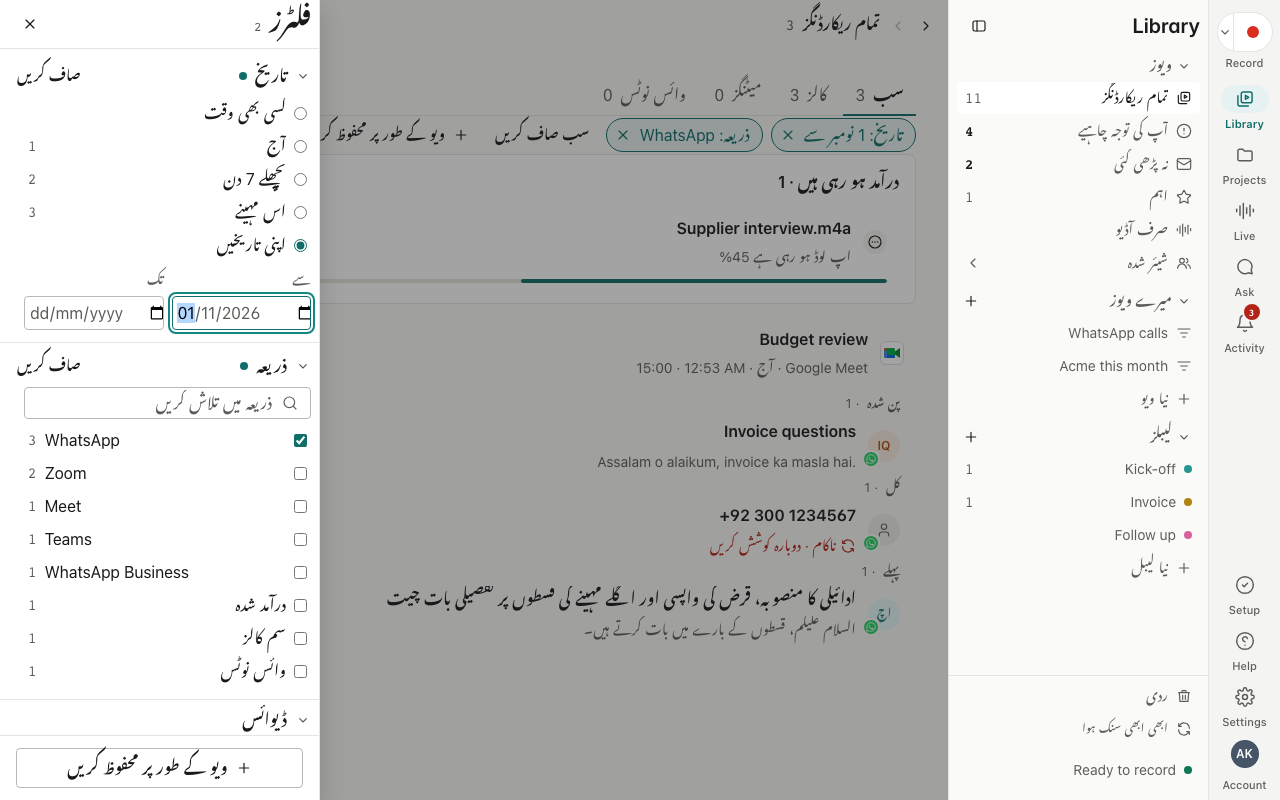 Record
Library
Projects
Live
Ask
3
Activity
Setup
Help
Settings
AK
Account
Library
ویوز
تمام ریکارڈنگز 11
آپ کی توجہ چاہیے 4
نہ پڑھی گئی 2
اہم 1
صرف آڈیو
شیئر شدہ
میرے ویوز
WhatsApp calls
Acme this month
نیا ویو
لیبلز
Kick-off 1
Invoice 1
Follow up
نیا لیبل
ردی
ابھی ابھی سنک ہوا
Ready to record
تمام ریکارڈنگز 3
سب 3 کالز 3 میٹنگز 0 وائس نوٹس 0
تاریخ: 1 نومبر سے ذریعہ: WhatsApp سب صاف کریں ویو کے طور پر محفوظ کر
درآمد ہو رہی ہیں · 1
Supplier interview.m4a
اپ لوڈ ہو رہی ہے 45%
Budget review
Google Meet · آج · 12:53 AM · 15:00
پن شدہ · 1
IQ
Invoice questions
Assalam o alaikum, invoice ka masla hai.
کل · 1
+92 300 1234567
ناکام · دوبارہ کوشش کریں
پہلے · 1
اچ
ادائیگی کا منصوبہ، قرض کی واپسی اور اگلے مہینے کی قسطوں پر تفصیلی بات چیت
السلام علیکم، قسطوں کے بارے میں بات کرتے ہیں۔
فلٹرز 2
تاریخ صاف کریں
کسی بھی وقت
آج 1
پچھلے 7 دن 2
اس مہینے 3
اپنی تاریخیں
سے تک
01/11/2026 dd/mm/yyyy
ذریعہ صاف کریں
ذریعہ میں تلاش کریں
WhatsApp 3
Zoom 2
Meet 1
Teams 1
WhatsApp Business 1
درآمد شدہ 1
سم کالز 1
وائس نوٹس 1
ڈیوائس
ویو کے طور پر محفوظ کریں